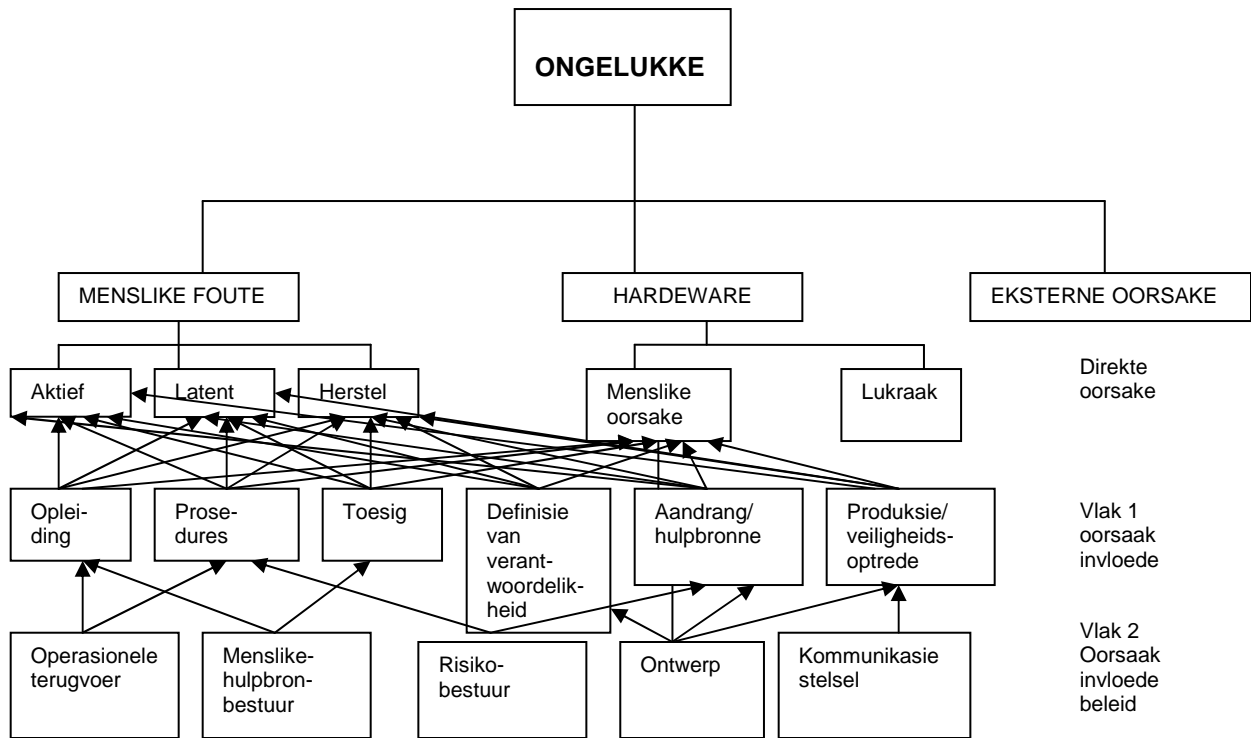 ONGELUKKE
MENSLIKE FOUTE
HARDEWARE
EKSTERNE OORSAKE
Aktief
Latent
Herstel
Menslike
oorsake
Lukraak
Direkte
oorsake
Oplei-
ding
Prose-
dures
Toesig
Definisie
van
verant-
woordelik-
heid
Aandrang/
hulpbronne
Produksie/
veiligheids-
optrede
Vlak 1
oorsaak
invloede
Operasionele
terugvoer
Menslike-
hulpbron-
bestuur
Risiko-
bestuur
Ontwerp
Kommunikasie
stelsel
Vlak 2
Oorsaak
invloede
beleid